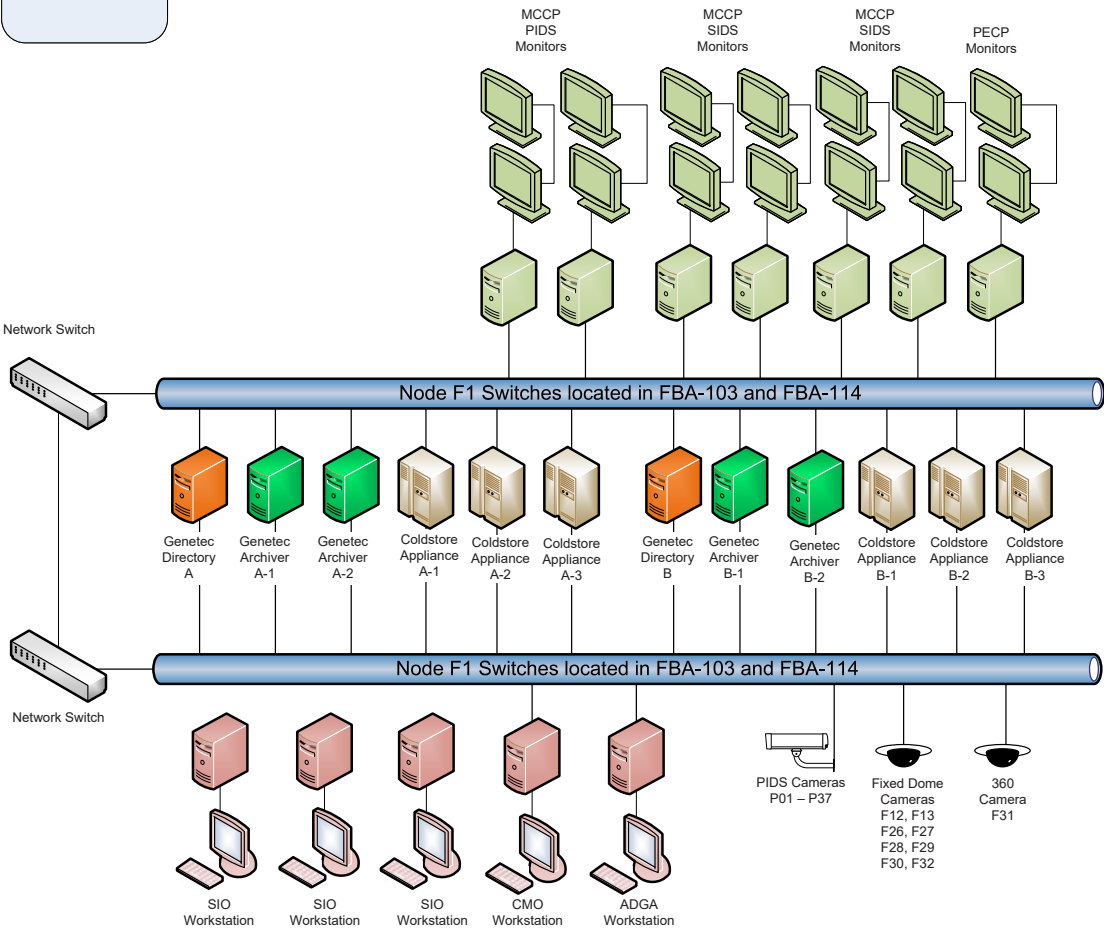 MCCP
PIDS
Monitors
MCCP
SIDS
Monitors
MCCP
SIDS
Monitors
PECP
Monitors
Network Switch
Node F1 Switches located in FBA-103 and FBA-114
Genetec
Directory
A
Genetec
Archiver
A-1
Genetec
Archiver
A-2
Coldstore
Appliance
A-1
Coldstore
Appliance
A-2
Coldstore
Appliance
A-3
Genetec
Directory
B
Genetec
Archiver
B-1
Genetec
Archiver
B-2
Coldstore
Appliance
B-1
Coldstore
Appliance
B-2
Coldstore
Appliance
B-3
Node F1 Switches located in FBA-103 and FBA-114
Network Switch
PIDS Cameras
P01 – P37
Fixed Dome
Cameras
F12, F13
F26, F27
F28, F29
F30, F32
360
Camera
F31
SIO
Workstation
SIO
Workstation
SIO
Workstation
CMO
Workstation
ADGA
Workstation